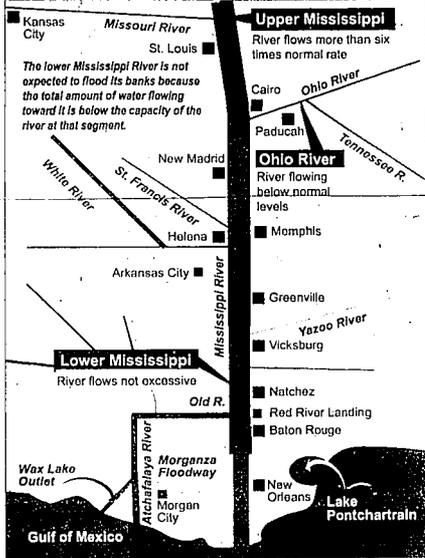 Kansas
City
Missouri River
St. Louis
Upper Mississippi
River flows more than six
times normal rate
The lower Mississippi River is not
expected to flood its banks because
the total amount of water flowing
toward it is below the capacity of the
river at that segment.
Cairo
Ohio River
Paducah
Tennessee R.
Ohio River
River flowing
below normal
levels
New Madrid
White River
St. Francis River
Helena
Memphis
Arkansas City
Mississippi River
Greenville
Yazoo River
Vicksburg
Lower Mississippi
River flows not excessive
Natchez
Old R.
Red River Landing
Baton Rouge
Atchafalaya River
Morganza
Floodway
Wax Lake
Outlet
Morgan
City
New
Orleans
Lake
Pontchartrain
Gulf of Mexico